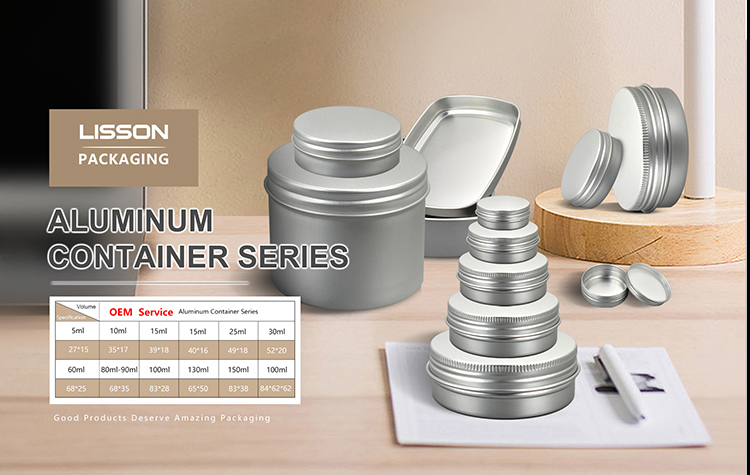 LISSON
PACKAGING
ALUMINUM
CONTAINER SERIES
Volume
Specification
OEM Service Aluminum Container Series
5ml 10ml 15ml 15ml 25ml 30ml
27*15 35*17 39*18 40*16 49*18 52*20
60ml 80ml-90ml 100ml 130ml 150ml 100ml
68*25 68*35 83*28 65*50 83*38 84*62*62
Good Products Deserve Amazing Packaging